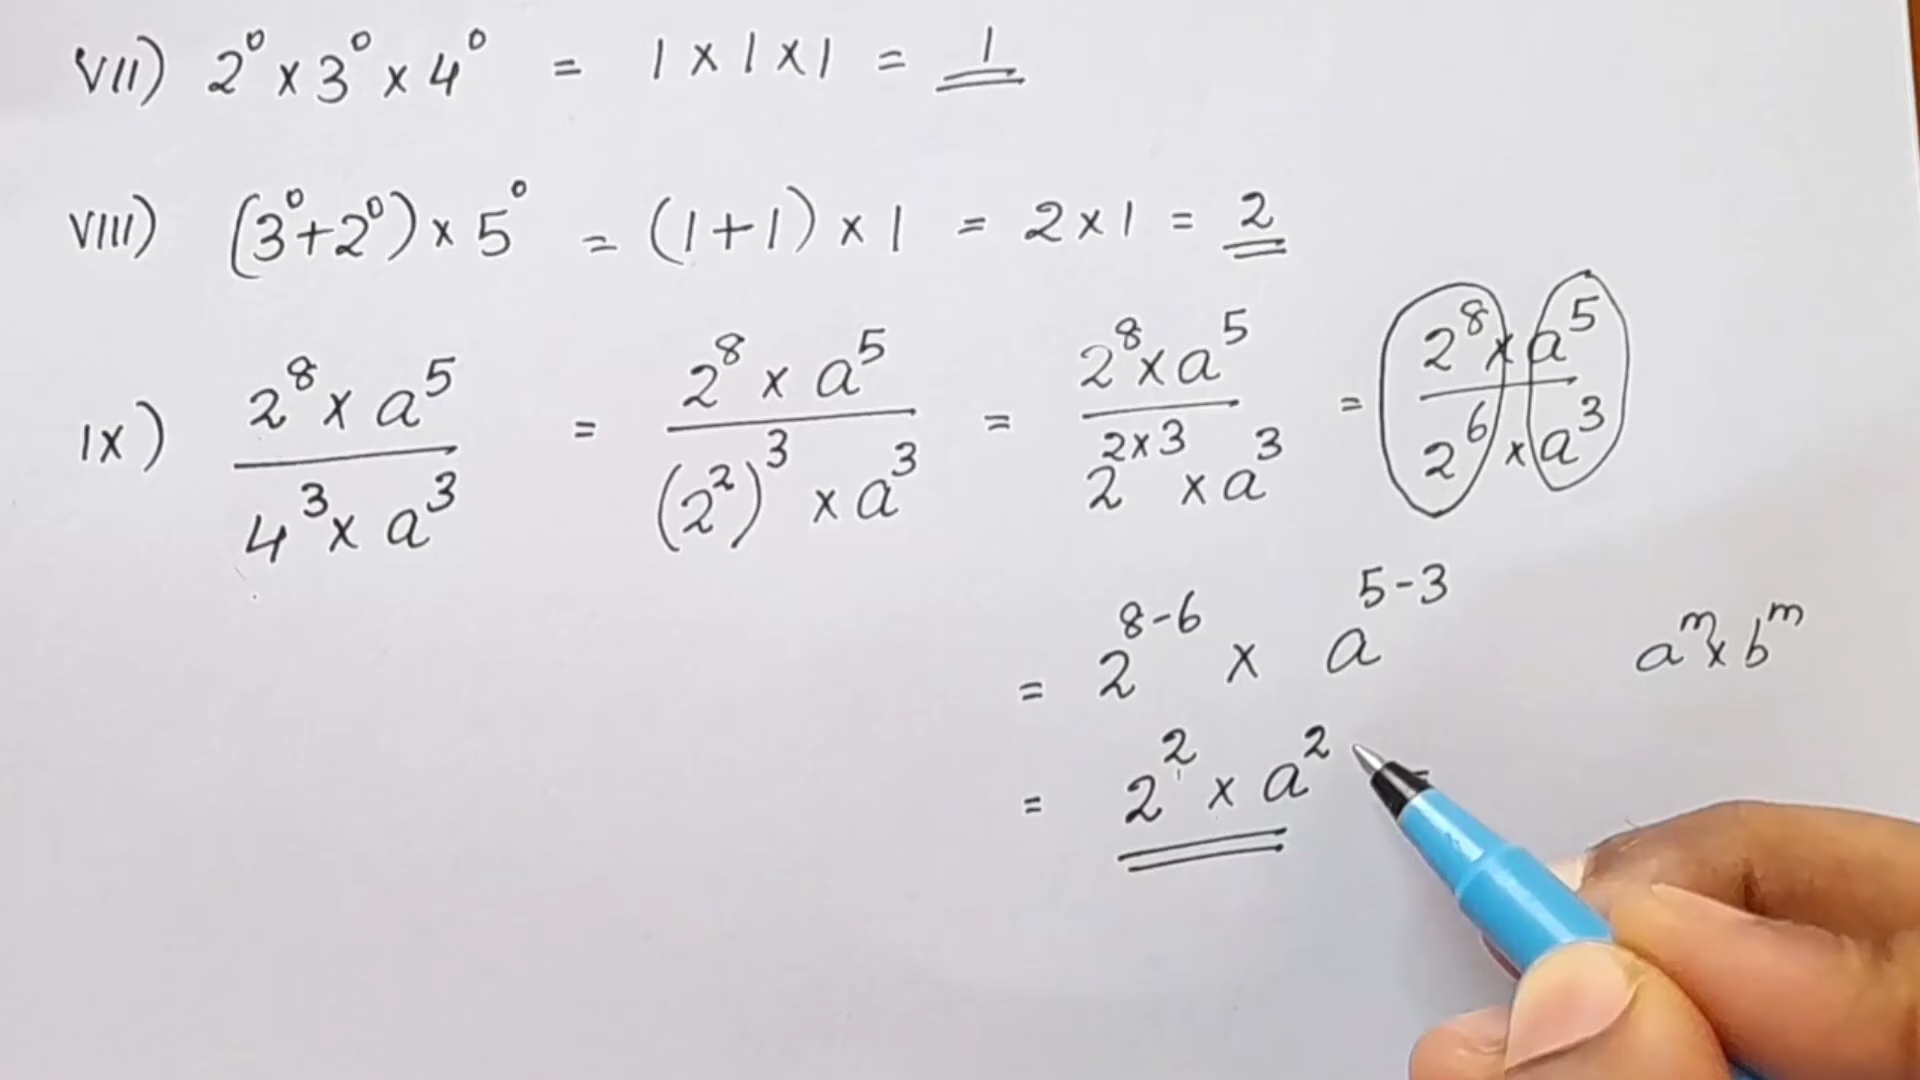 VII) 2⁰ × 3⁰ × 4⁰ = 1 × 1 × 1 = 1
VIII) (3⁰+2⁰) × 5⁰ = (1+1) × 1 = 2 × 1 = 2
IX) (2⁸ × a⁵)/(4³ × a³) = (2⁸ × a⁵)/((2²)³ × a³) = (2⁸ × a⁵)/(2^(2×3) × a³) = (2⁸ × a⁵)/(2⁶ × a³)
= 2^(8-6) × a^(5-3)
aᵐ × bᵐ
= 2² × a² =